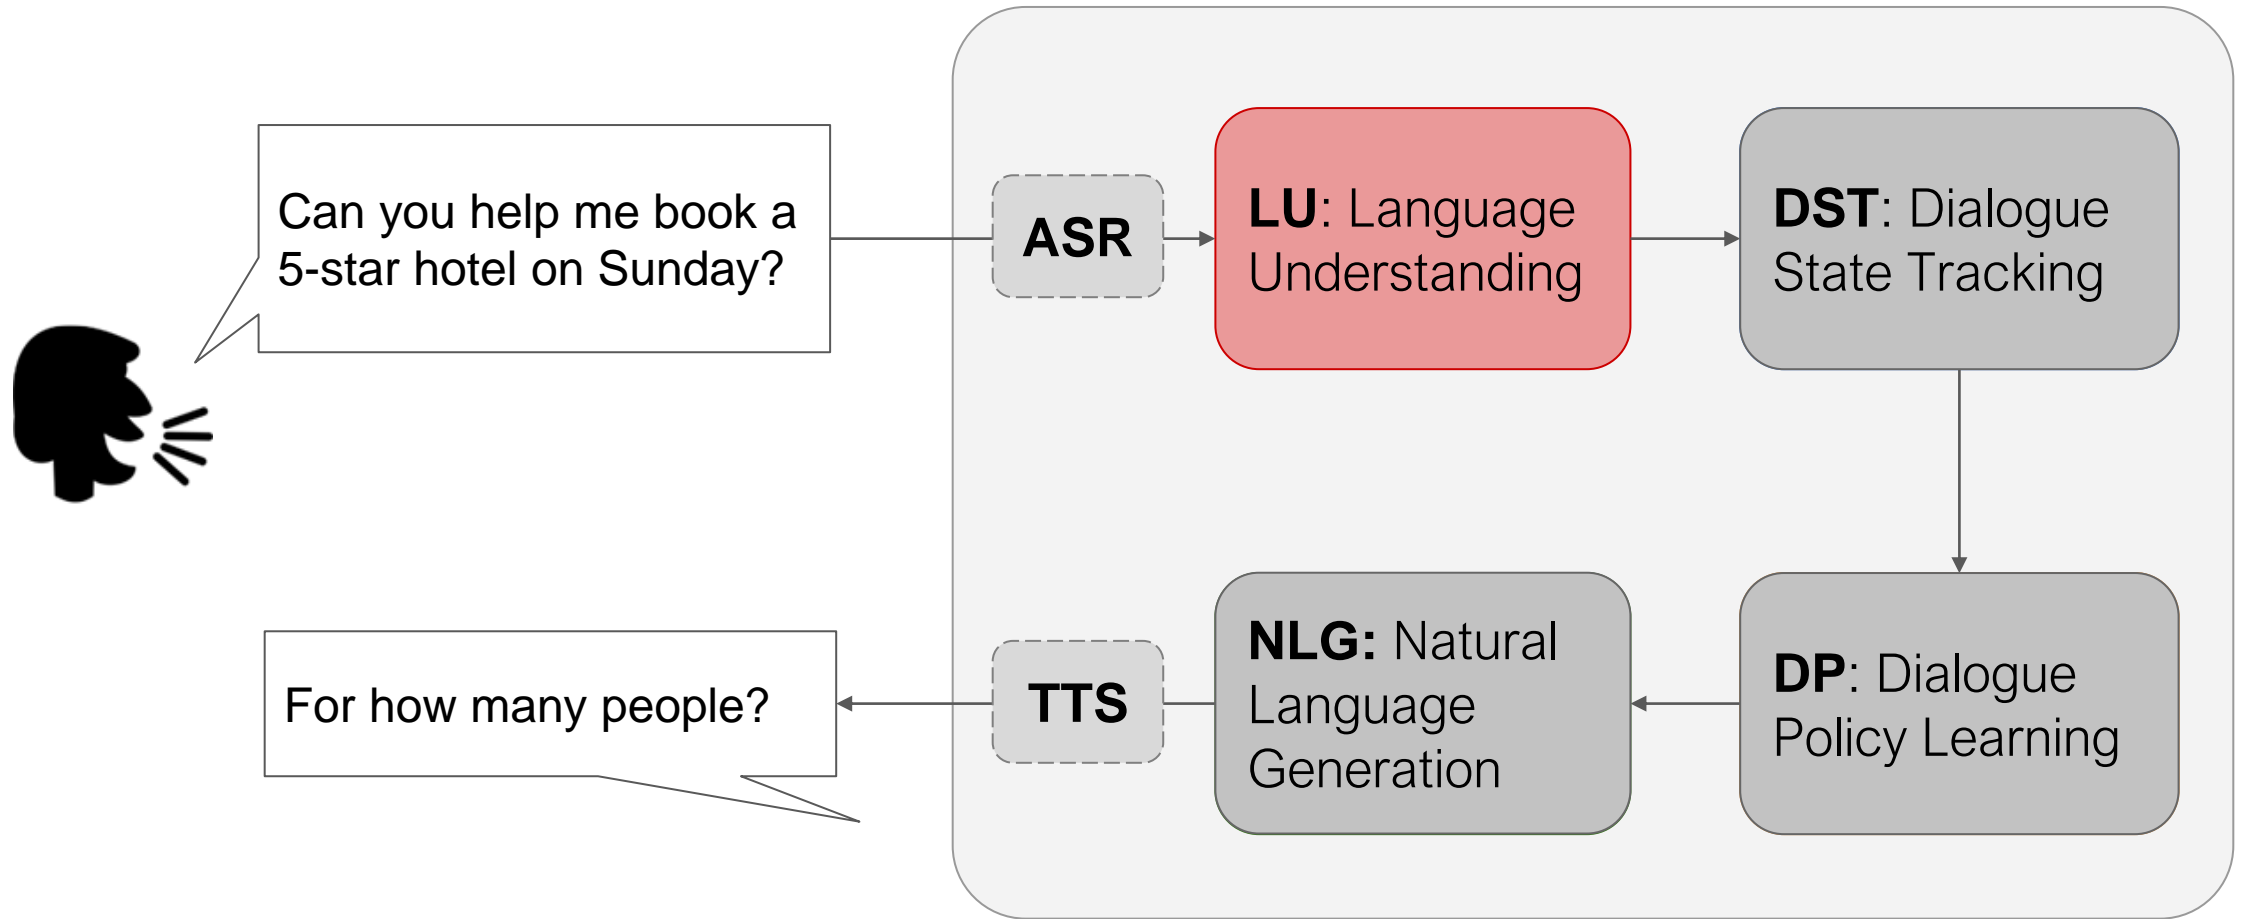 Can you help me book a
5-star hotel on Sunday?
ASR
LU: Language
Understanding
DST: Dialogue
State Tracking
For how many people?
TTS
NLG: Natural
Language
Generation
DP: Dialogue
Policy Learning